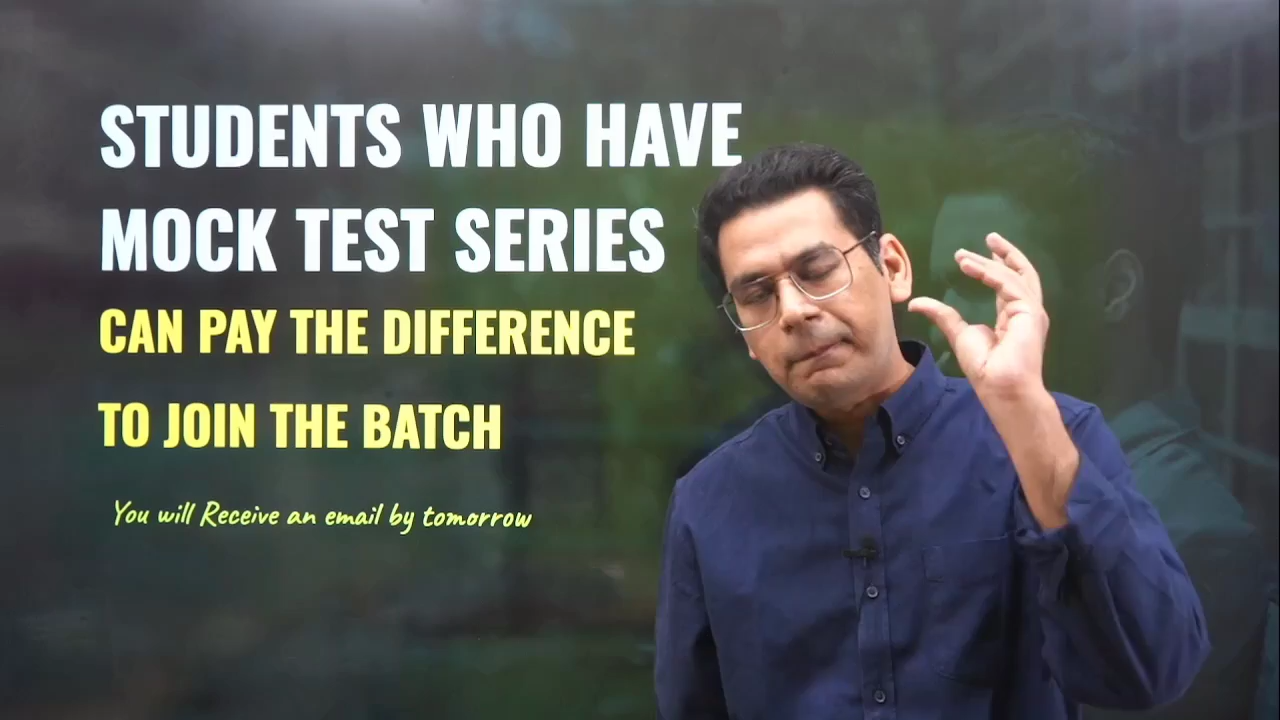 STUDENTS WHO HAVE
MOCK TEST SERIES
CAN PAY THE DIFFERENCE
TO JOIN THE BATCH
You will Receive an email by tomorrow